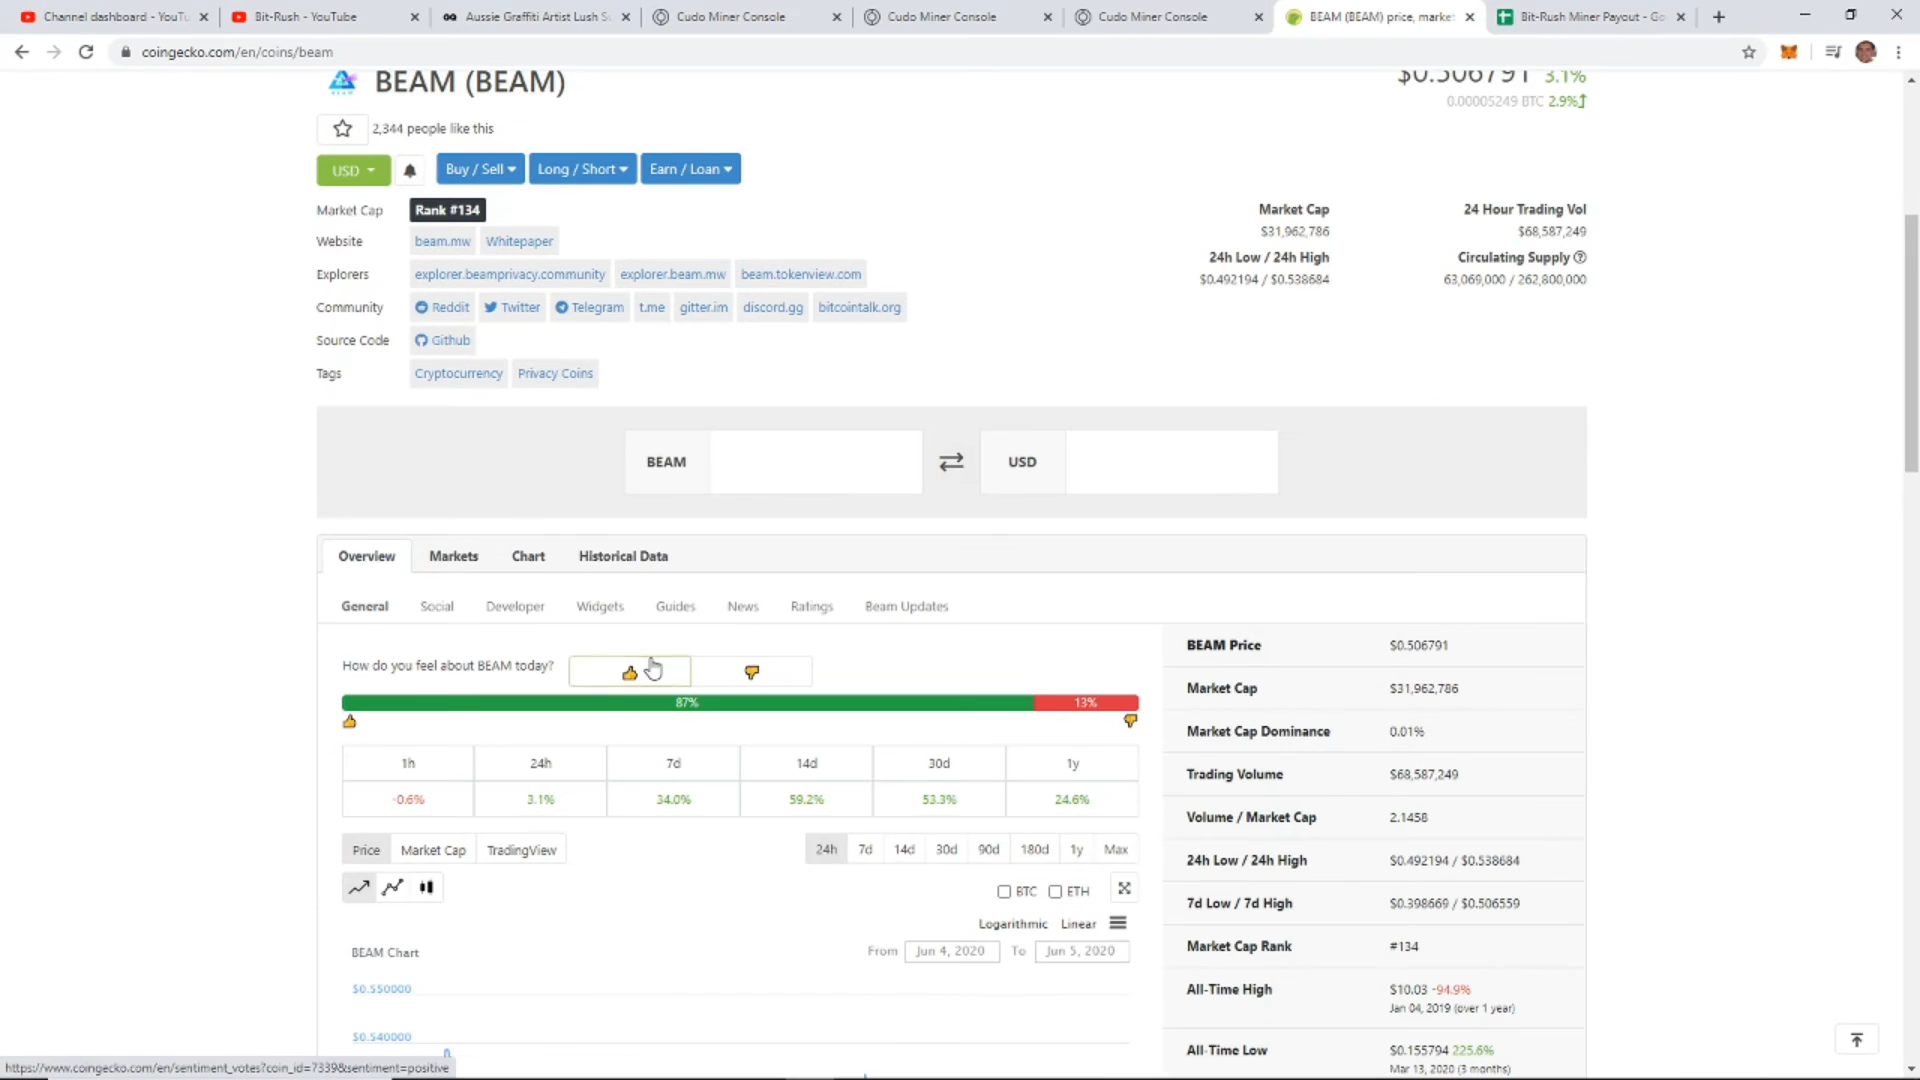 Channel dashboard - YouTu
Bit-Rush - YouTube
Aussie Graffiti Artist Lush Su
Cudo Miner Console
Cudo Miner Console
Cudo Miner Console
BEAM (BEAM) price, marke
Bit-Rush Miner Payout - Go
coingecko.com/en/coins/beam
BEAM (BEAM)
$0.506791 3.1%
0.00005249 BTC 2.9%
2,344 people like this
USD
Buy / Sell
Long / Short
Earn / Loan
Market Cap Rank #134
Website beam.mw Whitepaper
Explorers explorer.beamprivacy.community explorer.beam.mw beam.tokenview.com
Community Reddit Twitter Telegram t.me gitter.im discord.gg bitcointalk.org
Source Code Github
Tags Cryptocurrency Privacy Coins
Market Cap
$31,962,786
24 Hour Trading Vol
$68,587,249
24h Low / 24h High
$0.492194 / $0.538684
Circulating Supply
63,069,000 / 262,800,000
BEAM
USD
Overview Markets Chart Historical Data
General Social Developer Widgets Guides News Ratings Beam Updates
How do you feel about BEAM today?
87% 13%
1h 24h 7d 14d 30d 1y
-0.6% 3.1% 34.0% 59.2% 53.3% 24.6%
Price Market Cap TradingView
24h 7d 14d 30d 90d 180d 1y Max
BTC ETH
Logarithmic Linear
BEAM Chart
From Jun 4, 2020 To Jun 5, 2020
$0.550000
$0.540000
BEAM Price $0.506791
Market Cap $31,962,786
Market Cap Dominance 0.01%
Trading Volume $68,587,249
Volume / Market Cap 2.1458
24h Low / 24h High $0.492194 / $0.538684
7d Low / 7d High $0.398669 / $0.506559
Market Cap Rank #134
All-Time High $10.03 -94.9%
Jan 04, 2019 (over 1 year)
All-Time Low $0.155794 225.6%
Mar 13, 2020 (3 months)
https://www.coingecko.com/en/sentiment_votes?coin_id=7339&sentiment=positive